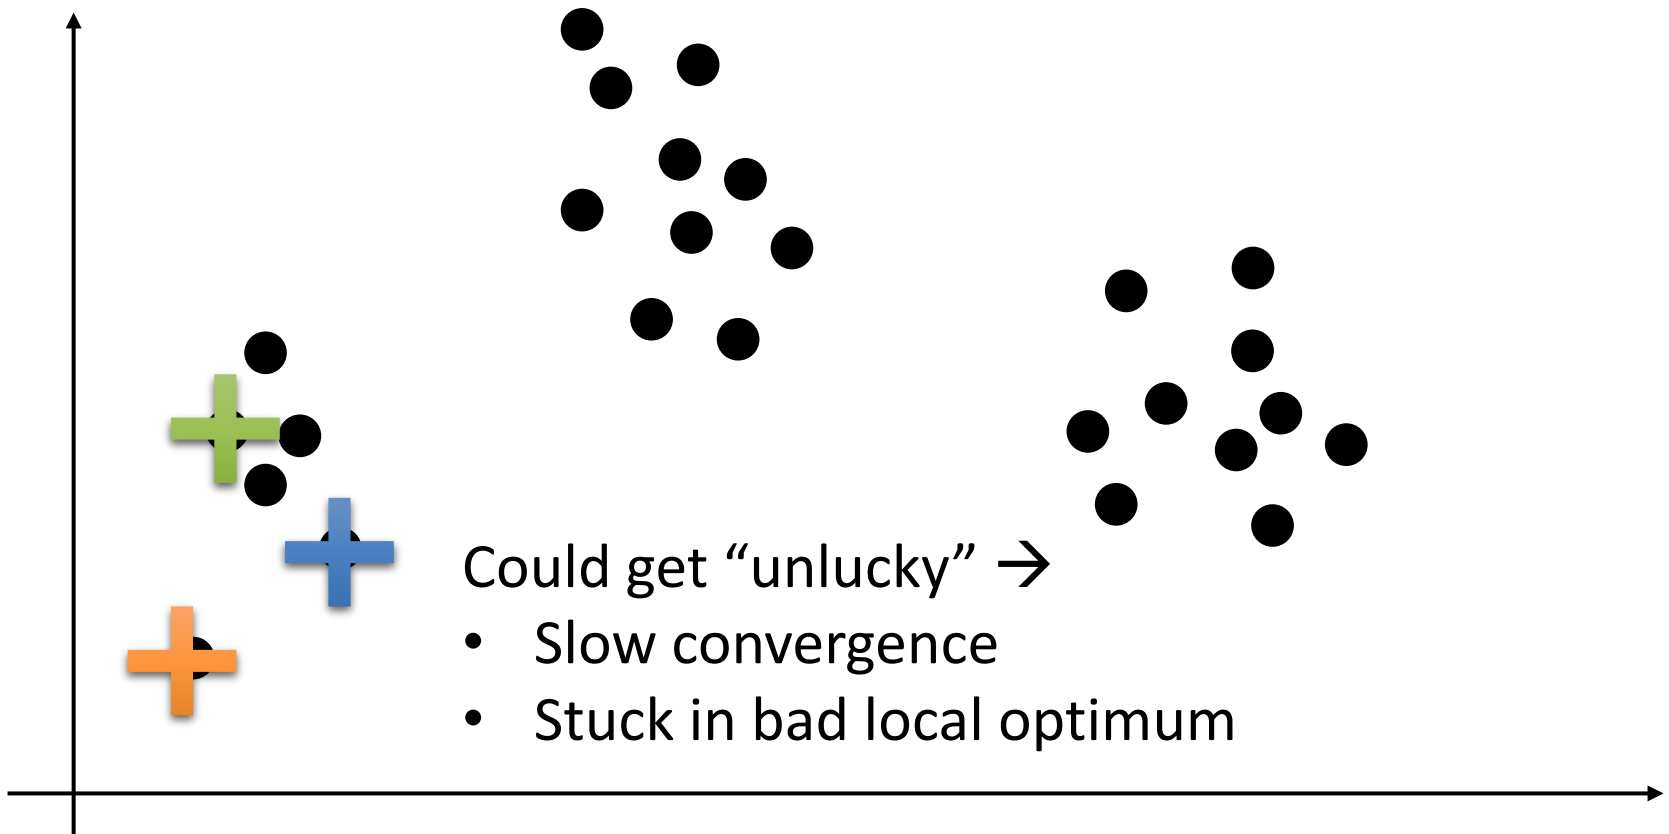 Could get “unlucky” →
• Slow convergence
• Stuck in bad local optimum